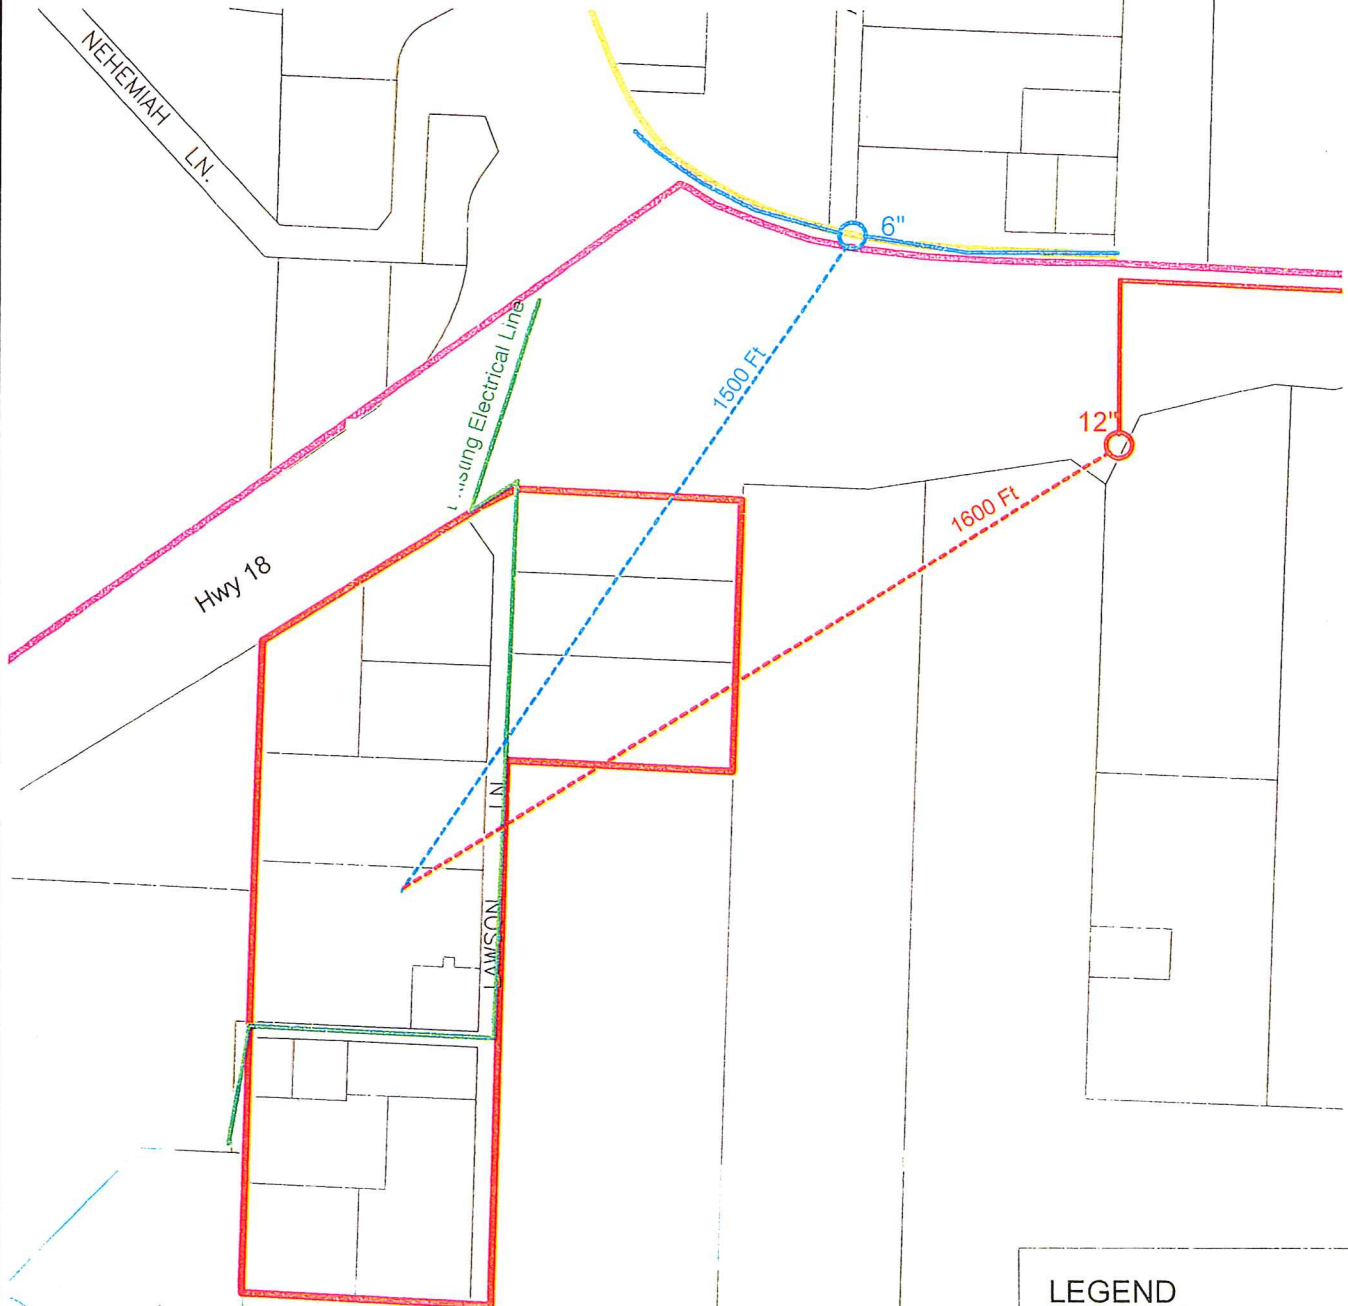 NEHEMIAH LN.
6"
1500 Ft
Existing Electrical Line
12"
1600 Ft
Hwy 18
LAWSON LN
LEGEND